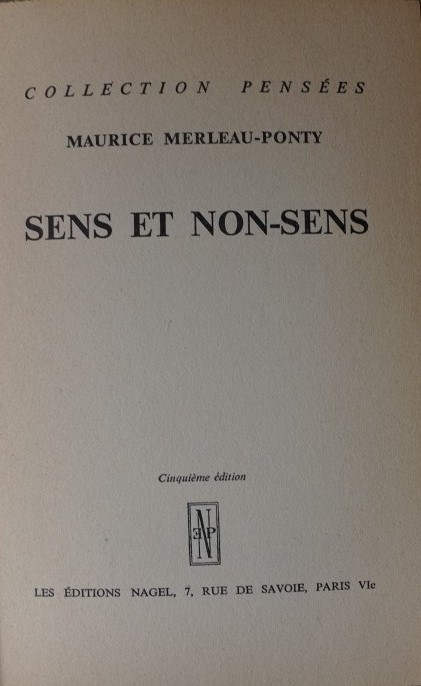 COLLECTION PENSÉES
MAURICE MERLEAU-PONTY
SENS ET NON-SENS
Cinquième édition
ENP
LES ÉDITIONS NAGEL, 7, RUE DE SAVOIE, PARIS VIe